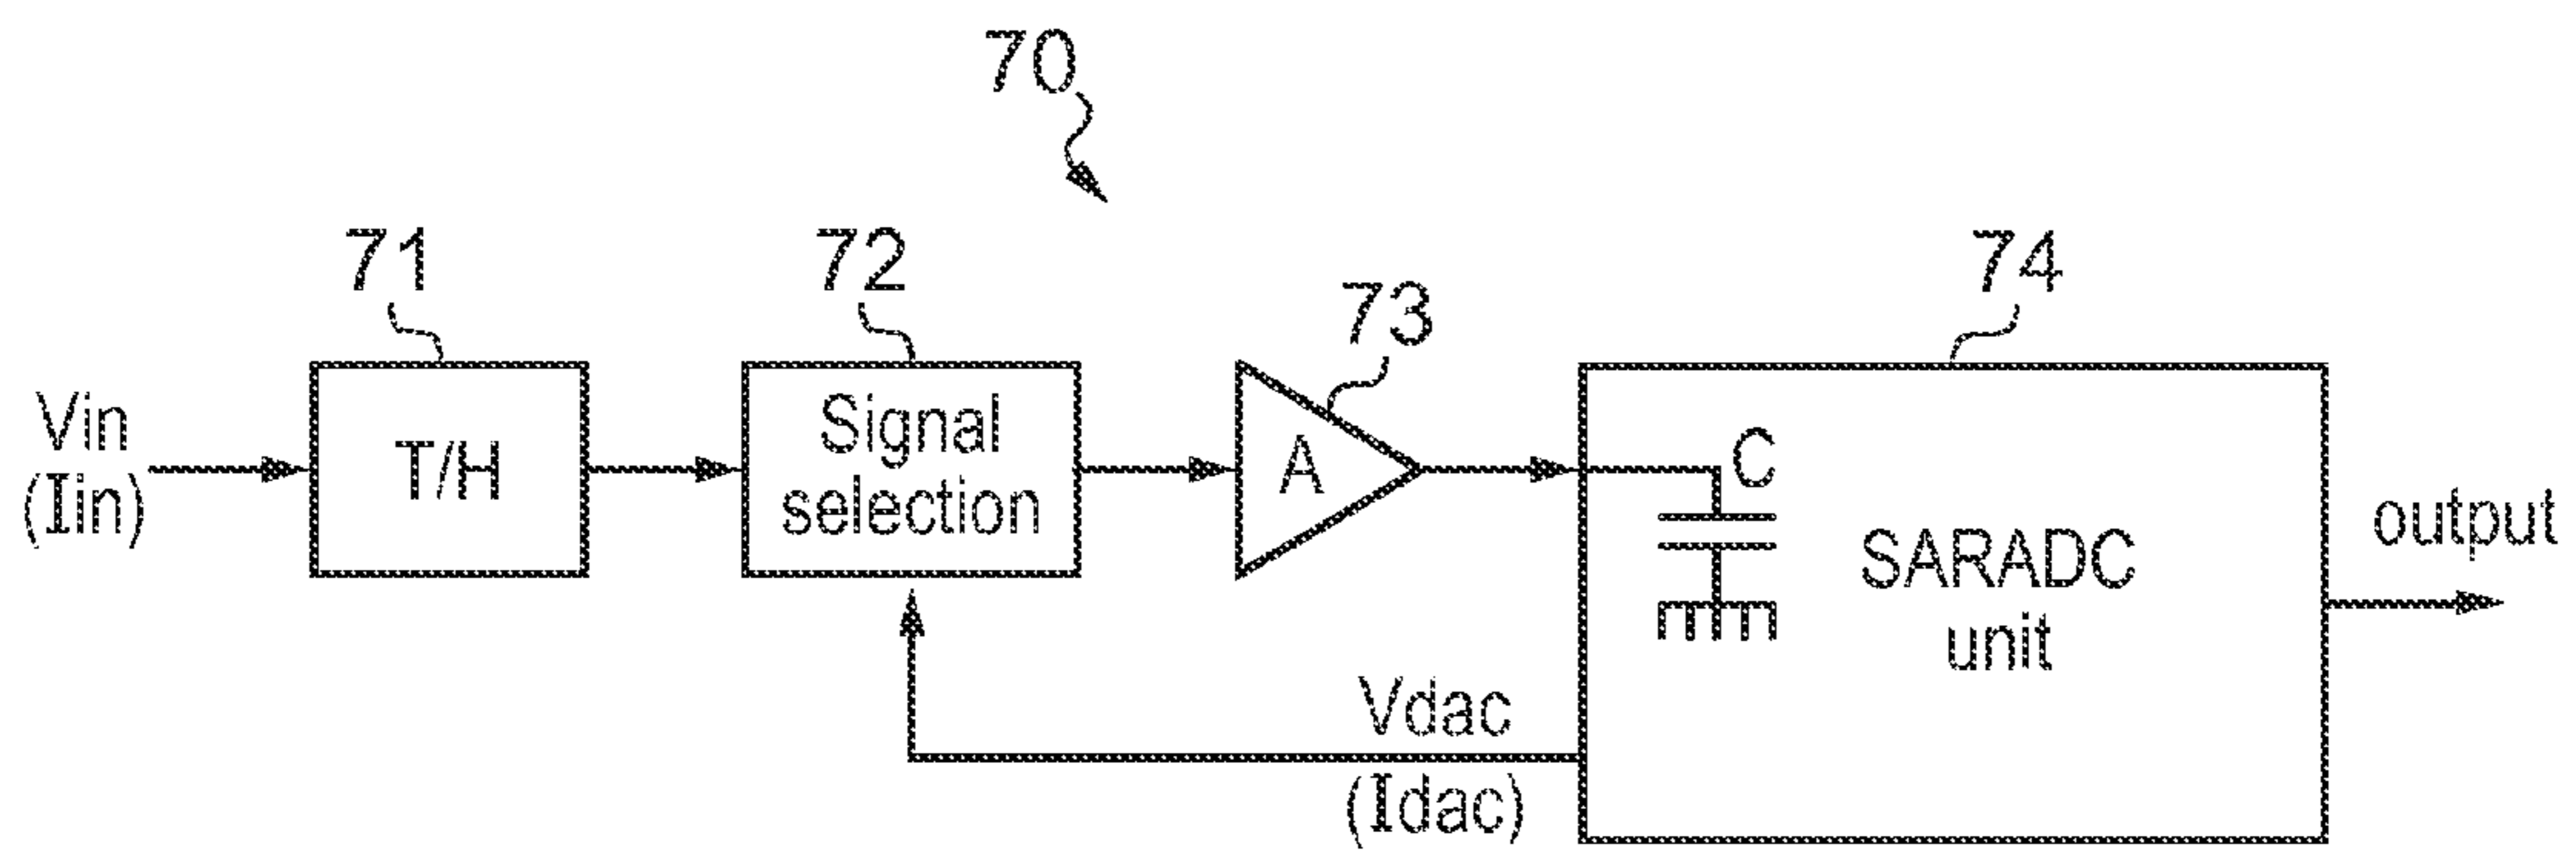 70
71
72
73
74
Vin
(Iin)
T/H
Signal
selection
A
C
SARADC
unit
output
Vdac
(Idac)